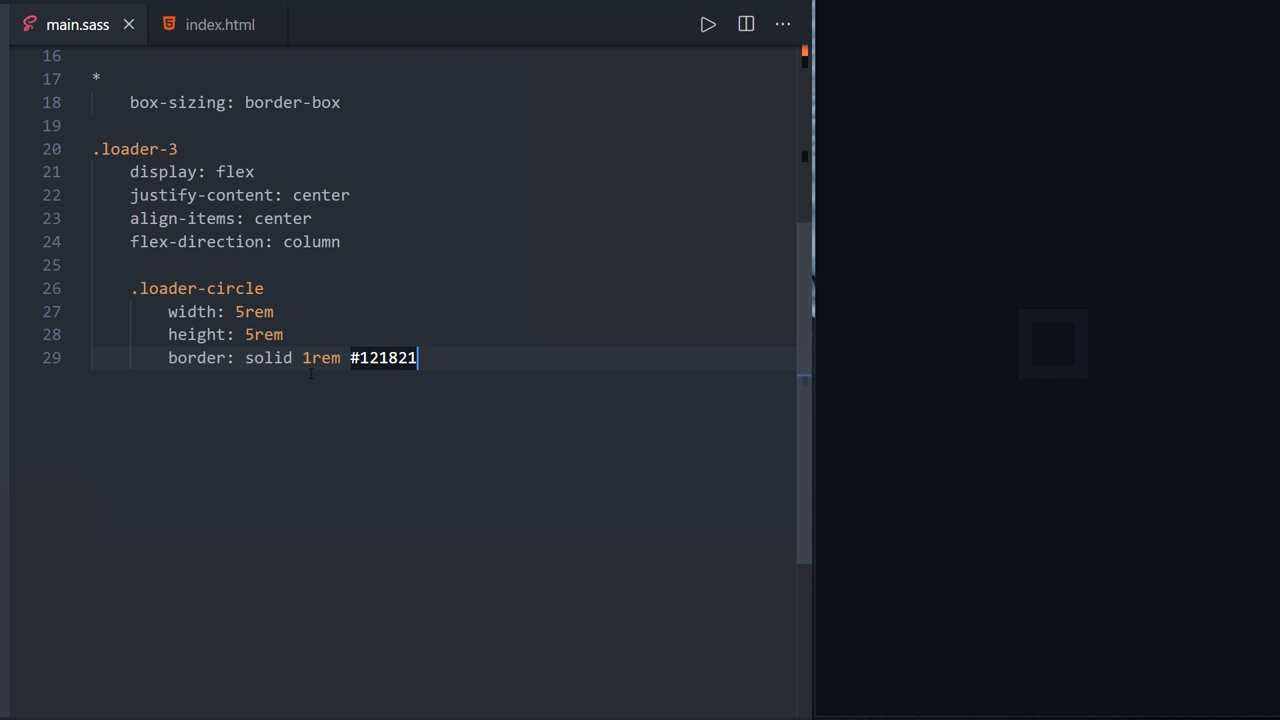 main.sass
index.html
16
17 *
18 box-sizing: border-box
19
20 .loader-3
21 display: flex
22 justify-content: center
23 align-items: center
24 flex-direction: column
25
26 .loader-circle
27 width: 5rem
28 height: 5rem
29 border: solid 1rem #121821